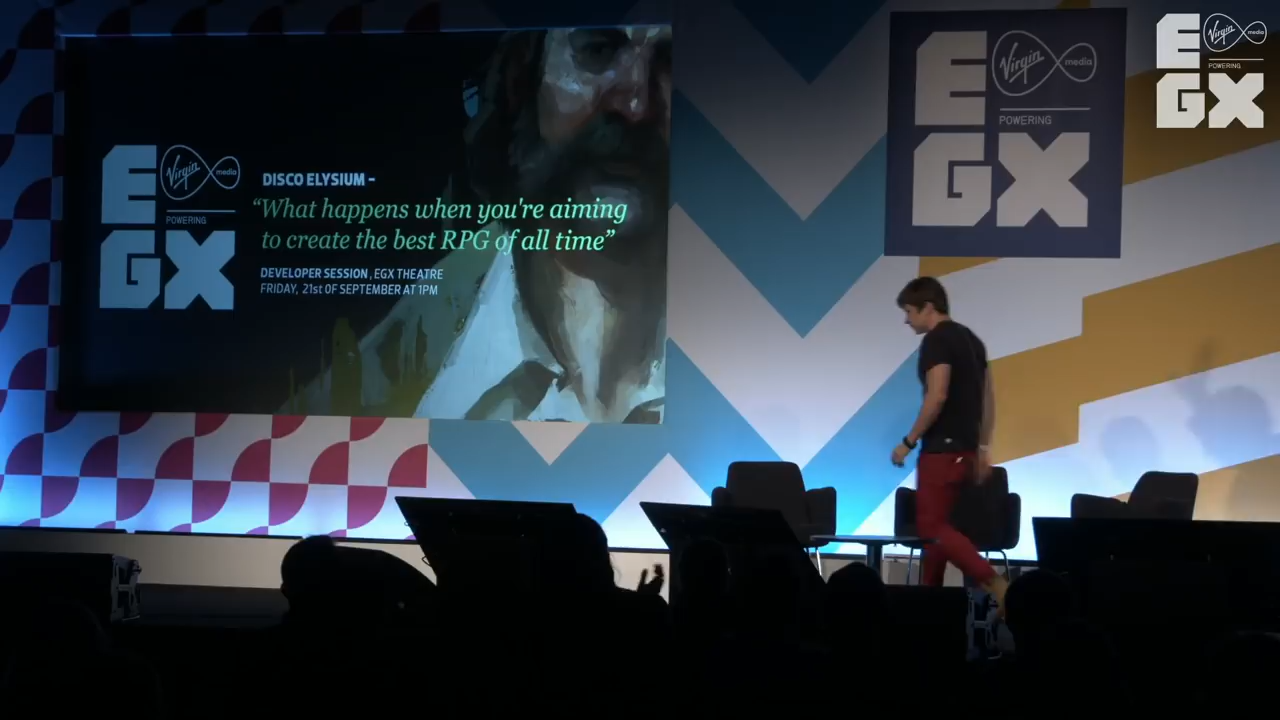 E
Virgin media
POWERING
GX
DISCO ELYSIUM -
“What happens when you're aiming
to create the best RPG of all time”
DEVELOPER SESSION, EGX THEATRE
FRIDAY, 21st OF SEPTEMBER AT 1PM
E
Virgin media
POWERING
GX
E
Virgin media
POWERING
GX